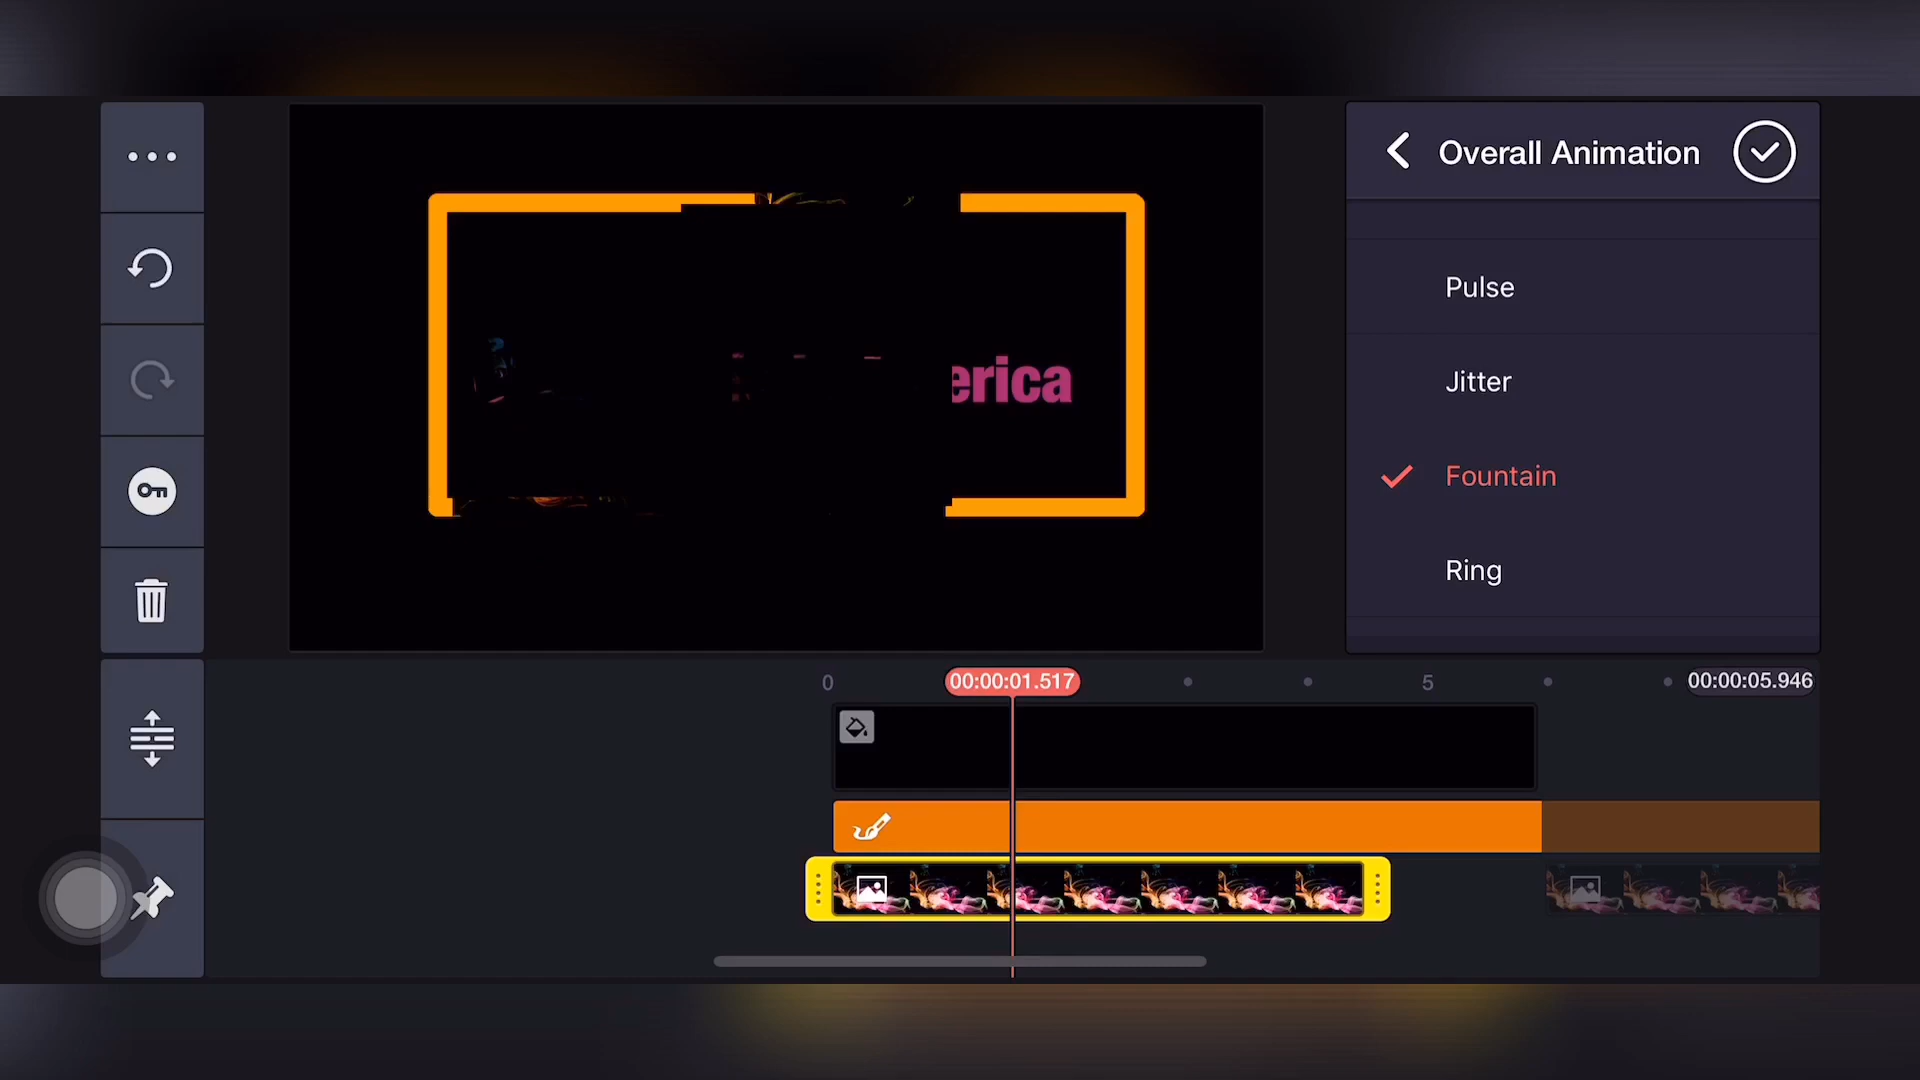 Overall Animation
Pulse
Jitter
Fountain
Ring
erica
0
00:00:01.517
5
00:00:05.946